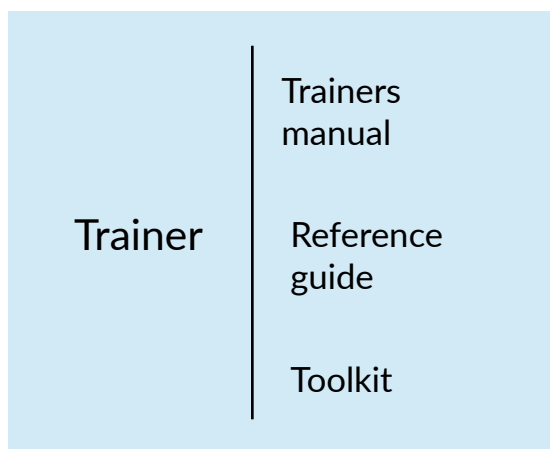 Trainer
Trainers
manual
Reference
guide
Toolkit